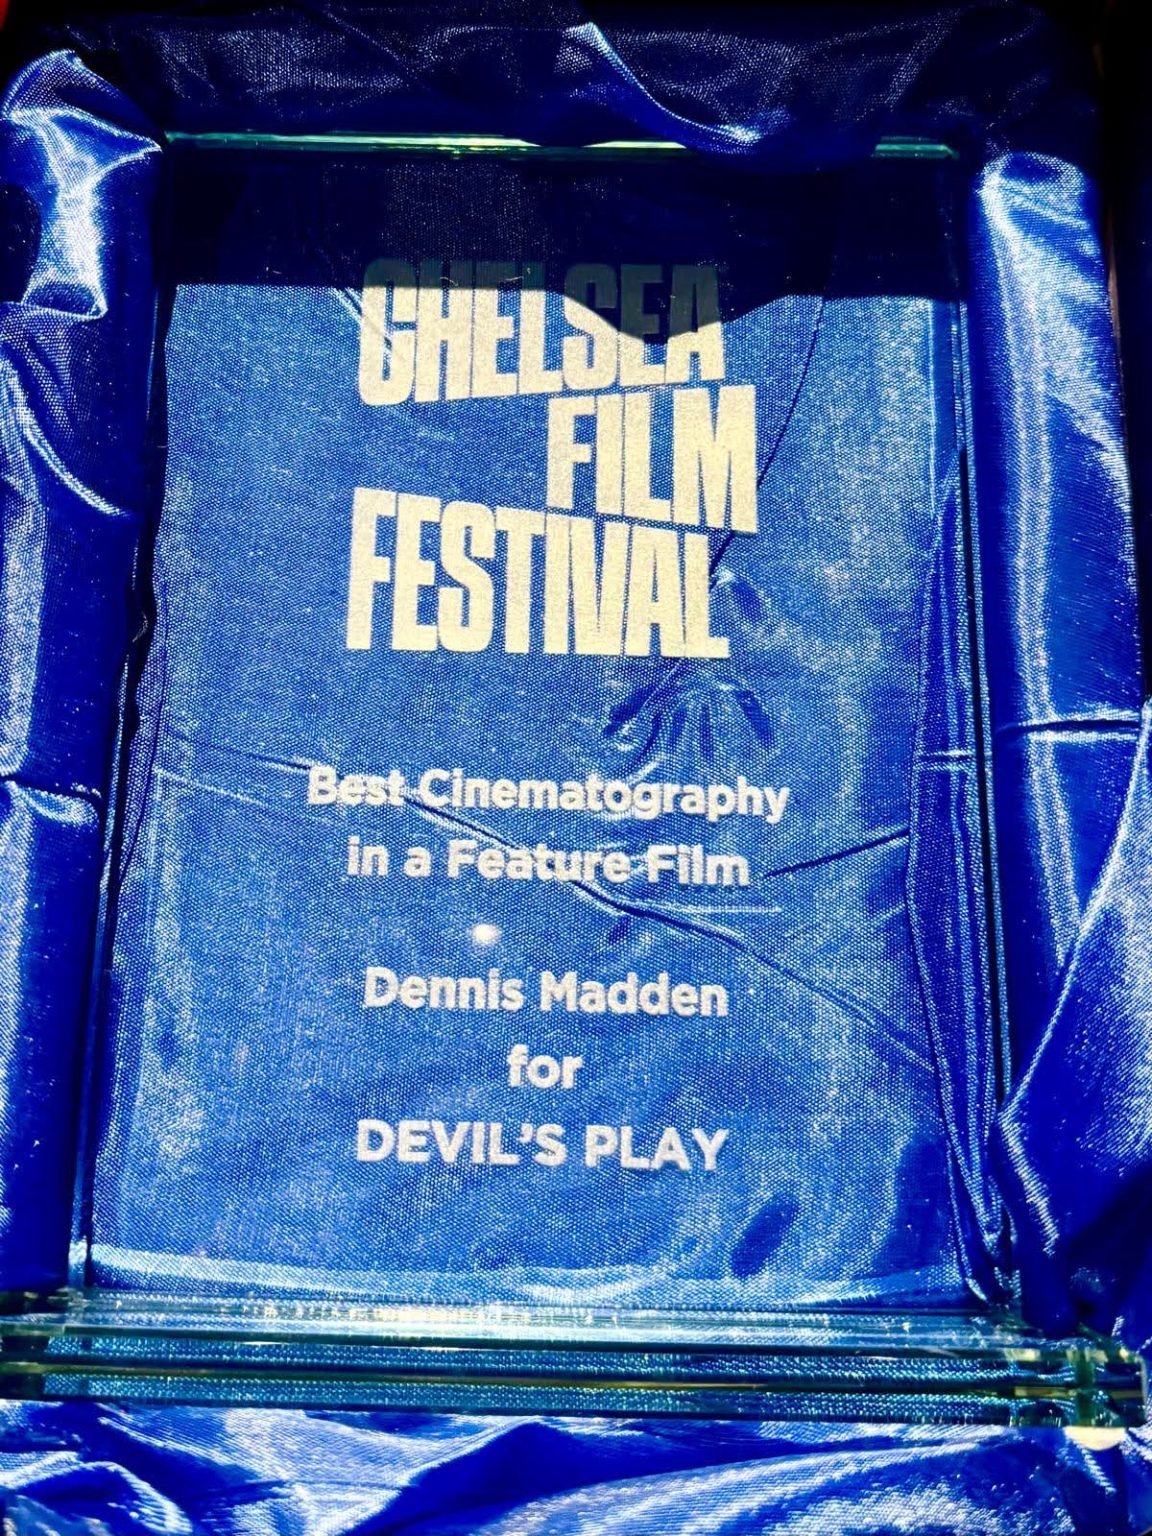 CHELSEA
FILM
FESTIVAL
Best Cinematography
in a Feature Film
Dennis Madden
for
DEVIL'S PLAY